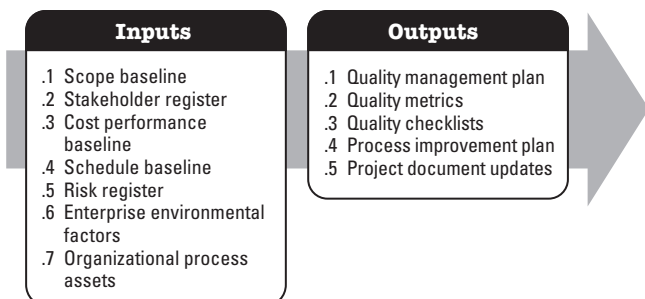 Inputs
.1 Scope baseline
.2 Stakeholder register
.3 Cost performance
baseline
.4 Schedule baseline
.5 Risk register
.6 Enterprise environmental
factors
.7 Organizational process
assets
Outputs
.1 Quality management plan
.2 Quality metrics
.3 Quality checklists
.4 Process improvement plan
.5 Project document updates